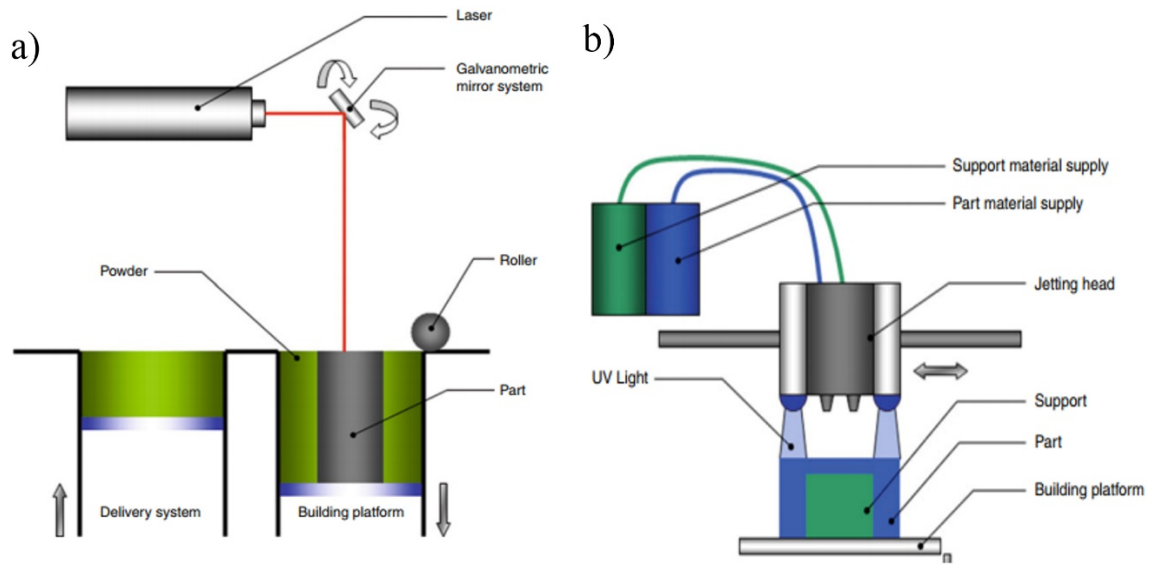 a)
Laser
Galvanometric
mirror system
Powder
Roller
Part
Delivery system
Building platform
b)
Support material supply
Part material supply
Jetting head
UV Light
Support
Part
Building platform